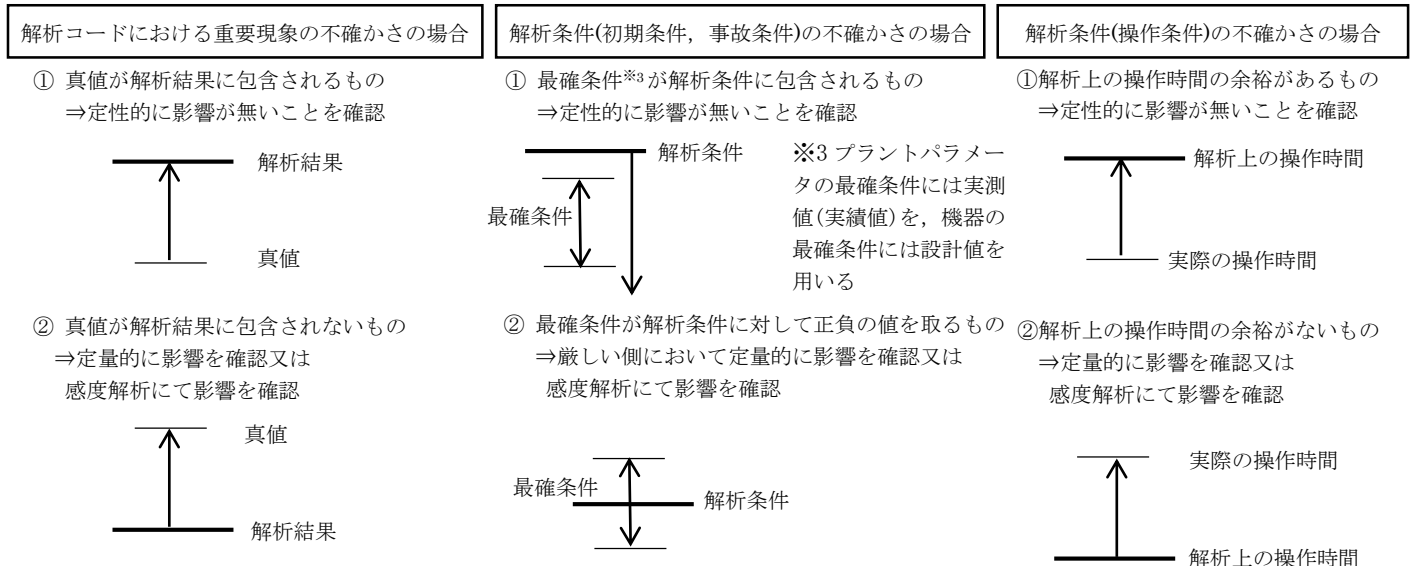 解析コードにおける重要現象の不確かさの場合
① 真値が解析結果に包含されるもの
⇒定性的に影響が無いことを確認
解析結果
真値
② 真値が解析結果に包含されないもの
⇒定量的に影響を確認又は
感度解析にて影響を確認
真値
解析結果
解析条件(初期条件，事故条件)の不確かさの場合
① 最確条件※3が解析条件に包含されるもの
⇒定性的に影響が無いことを確認
解析条件
最確条件
※3 プラントパラメー
タの最確条件には実測
値(実績値)を，機器の
最確条件には設計値を
用いる
② 最確条件が解析条件に対して正負の値を取るもの
⇒厳しい側において定量的に影響を確認又は
感度解析にて影響を確認
最確条件
解析条件
解析条件(操作条件)の不確かさの場合
①解析上の操作時間の余裕があるもの
⇒定性的に影響が無いことを確認
解析上の操作時間
実際の操作時間
②解析上の操作時間の余裕がないもの
⇒定量的に影響を確認又は
感度解析にて影響を確認
実際の操作時間
解析上の操作時間